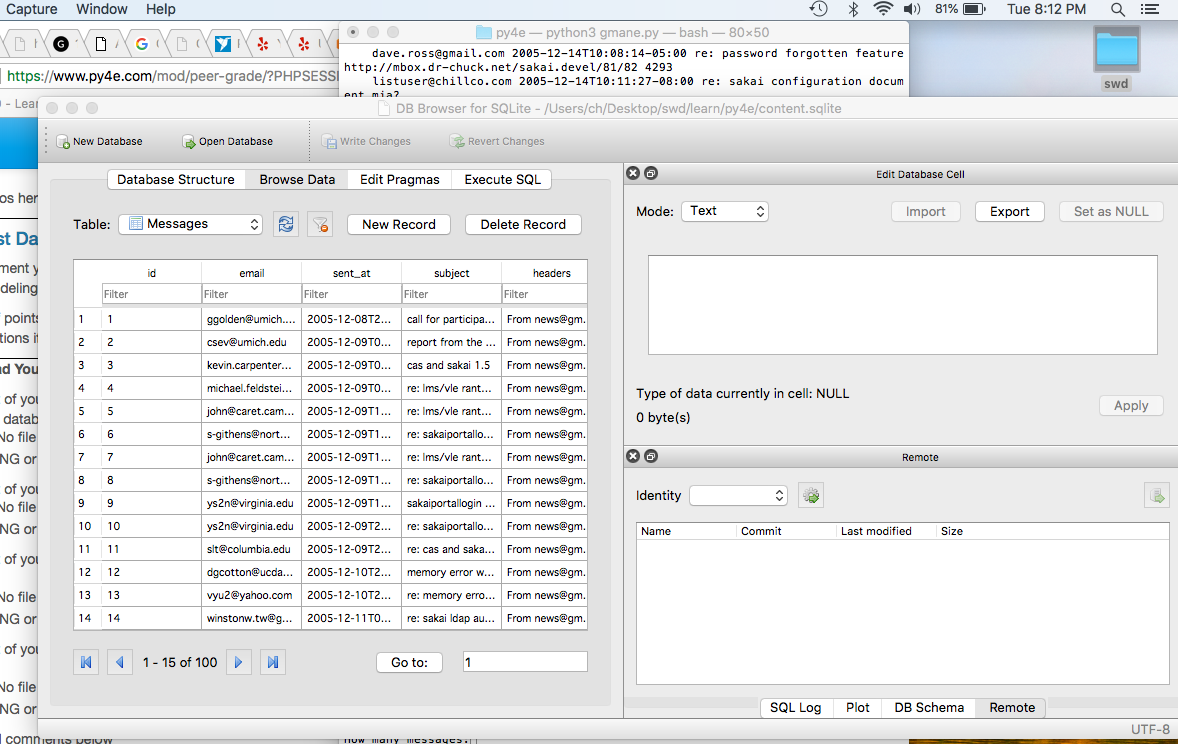 Capture Window Help 81% Tue 8:12 PM
py4e — python3 gmane.py — bash — 80×50
dave.ross@gmail.com 2005-12-14T10:08:14-05:00 re: password forgotten feature
https://www.py4e.com/mod/peer-grade/?PHPSESSI
http://mbox.dr-chuck.net/sakai.devel/81/82 4293
listuser@chillco.com 2005-12-14T10:11:27-08:00 re: sakai configuration docum
ent mia?
swd
- Lear
DB Browser for SQLite - /Users/ch/Desktop/swd/learn/py4e/content.sqlite
New Database Open Database Write Changes Revert Changes
Database Structure Browse Data Edit Pragmas Execute SQL
Table: Messages New Record Delete Record
id email sent_at subject headers
Filter Filter Filter Filter Filter
1 1 ggolden@umich.... 2005-12-08T2... call for participa... From news@gm.
2 2 csev@umich.edu 2005-12-09T0... report from the ... From news@gm.
3 3 kevin.carpenter... 2005-12-09T0... cas and sakai 1.5 From news@gm.
4 4 michael.feldstei... 2005-12-09T0... re: lms/vle rant... From news@gm.
5 5 john@caret.cam... 2005-12-09T1... re: lms/vle rant... From news@gm.
6 6 s-githens@nort... 2005-12-09T1... re: sakaiportallo... From news@gm.
7 7 john@caret.cam... 2005-12-09T1... re: lms/vle rant... From news@gm.
8 8 s-githens@nort... 2005-12-09T1... re: sakaiportallo... From news@gm.
9 9 ys2n@virginia.edu 2005-12-09T2... sakaiportallogin ... From news@gm.
10 10 ys2n@virginia.edu 2005-12-09T2... re: sakaiportallo... From news@gm.
11 11 slt@columbia.edu 2005-12-09T2... re: cas and saka... From news@gm.
12 12 dgcotton@ucda... 2005-12-10T2... memory error w... From news@gm.
13 13 vyu2@yahoo.com 2005-12-10T2... re: memory erro... From news@gm.
14 14 winstonw.tw@g... 2005-12-11T0... re: sakai ldap au... From news@gm.
1 - 15 of 100 Go to: 1
Edit Database Cell
Mode: Text Import Export Set as NULL
Type of data currently in cell: NULL
0 byte(s)
Apply
Remote
Identity
Name Commit Last modified Size
SQL Log Plot DB Schema Remote
UTF-8
os her
st Da
ment y
deling
points
tions if
nd You
of you
datab
No file
NG or
of you
No file
NG or
of you
No file
NG or
of you
No file
NG or
comments below
how many messages: